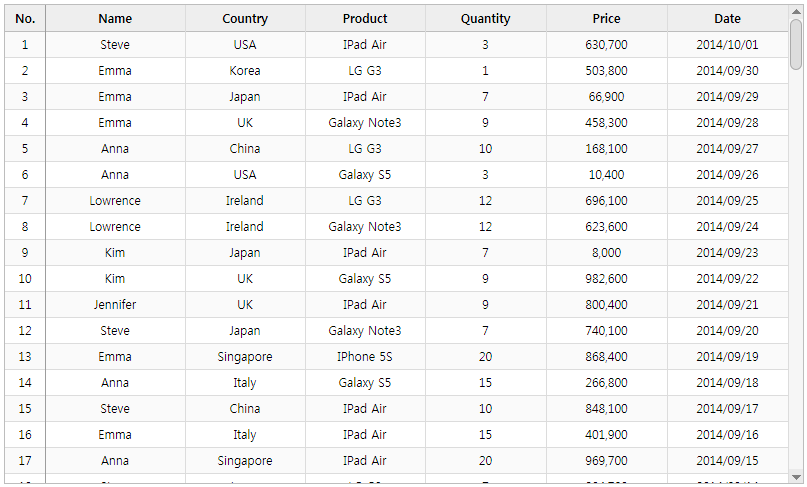 No. Name Country Product Quantity Price Date
1 Steve USA IPad Air 3 630,700 2014/10/01
2 Emma Korea LG G3 1 503,800 2014/09/30
3 Emma Japan IPad Air 7 66,900 2014/09/29
4 Emma UK Galaxy Note3 9 458,300 2014/09/28
5 Anna China LG G3 10 168,100 2014/09/27
6 Anna USA Galaxy S5 3 10,400 2014/09/26
7 Lowrence Ireland LG G3 12 696,100 2014/09/25
8 Lowrence Ireland Galaxy Note3 12 623,600 2014/09/24
9 Kim Japan IPad Air 7 8,000 2014/09/23
10 Kim UK Galaxy S5 9 982,600 2014/09/22
11 Jennifer UK IPad Air 9 800,400 2014/09/21
12 Steve Japan Galaxy Note3 7 740,100 2014/09/20
13 Emma Singapore IPhone 5S 20 868,400 2014/09/19
14 Anna Italy Galaxy S5 15 266,800 2014/09/18
15 Steve China IPad Air 10 848,100 2014/09/17
16 Emma Italy IPad Air 15 401,900 2014/09/16
17 Anna Singapore IPad Air 20 969,700 2014/09/15